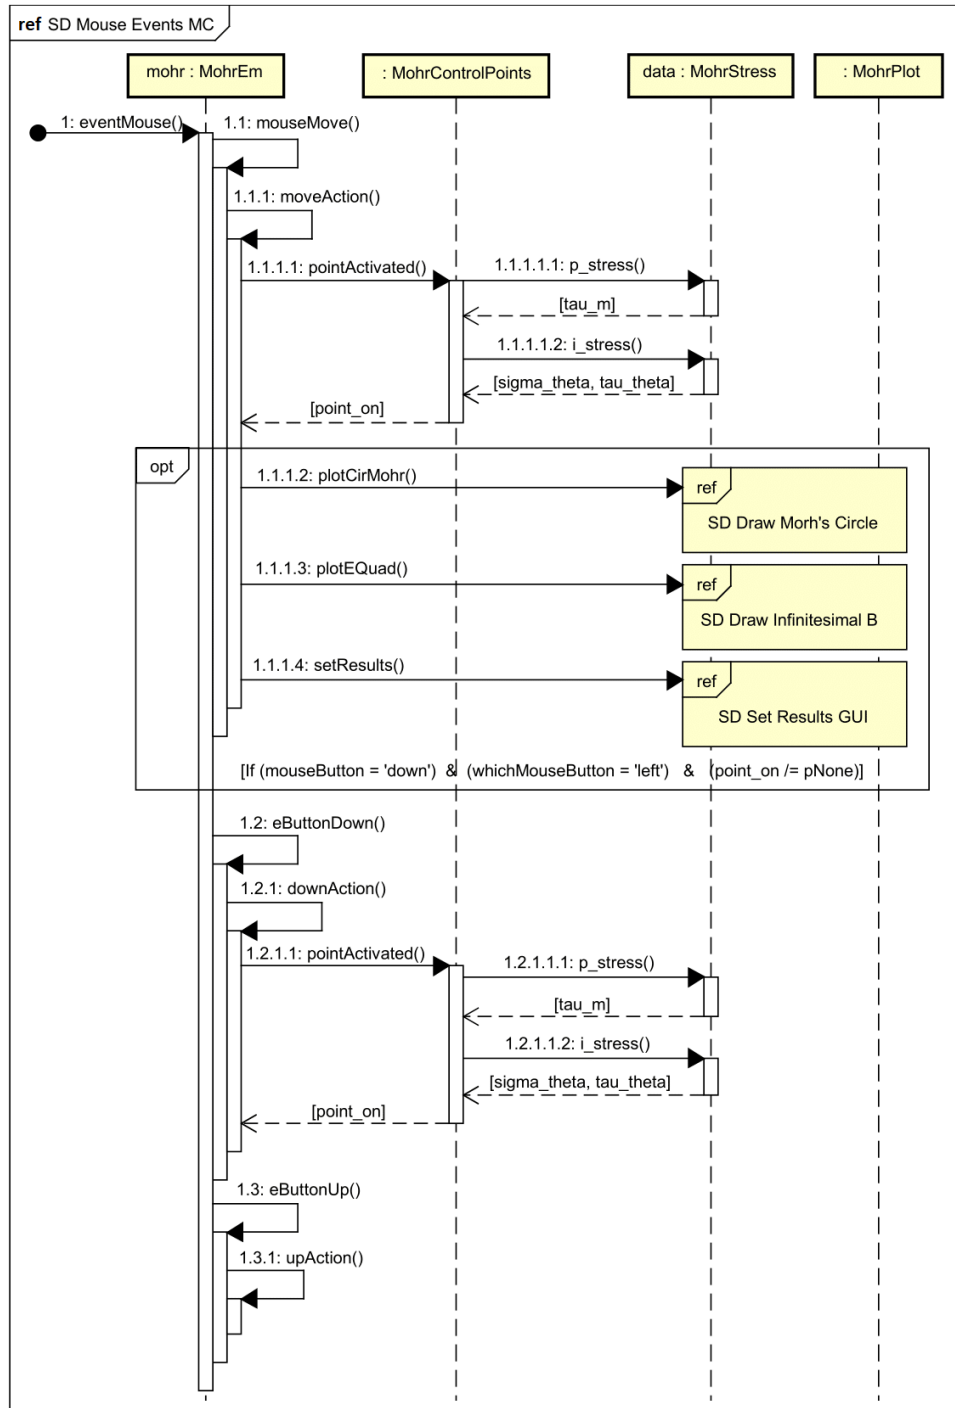 ref SD Mouse Events MC
mohr : MohrEm
: MohrControlPoints
data : MohrStress
: MohrPlot
1: eventMouse()
1.1: mouseMove()
1.1.1: moveAction()
1.1.1.1: pointActivated()
1.1.1.1.1: p_stress()
[tau_m]
1.1.1.1.2: i_stress()
[sigma_theta, tau_theta]
[point_on]
opt
1.1.1.2: plotCirMohr()
ref
SD Draw Morh's Circle
1.1.1.3: plotEQuad()
ref
SD Draw Infinitesimal B
1.1.1.4: setResults()
ref
SD Set Results GUI
[If (mouseButton = 'down') & (whichMouseButton = 'left') & (point_on /= pNone)]
1.2: eButtonDown()
1.2.1: downAction()
1.2.1.1: pointActivated()
1.2.1.1.1: p_stress()
[tau_m]
1.2.1.1.2: i_stress()
[sigma_theta, tau_theta]
[point_on]
1.3: eButtonUp()
1.3.1: upAction()